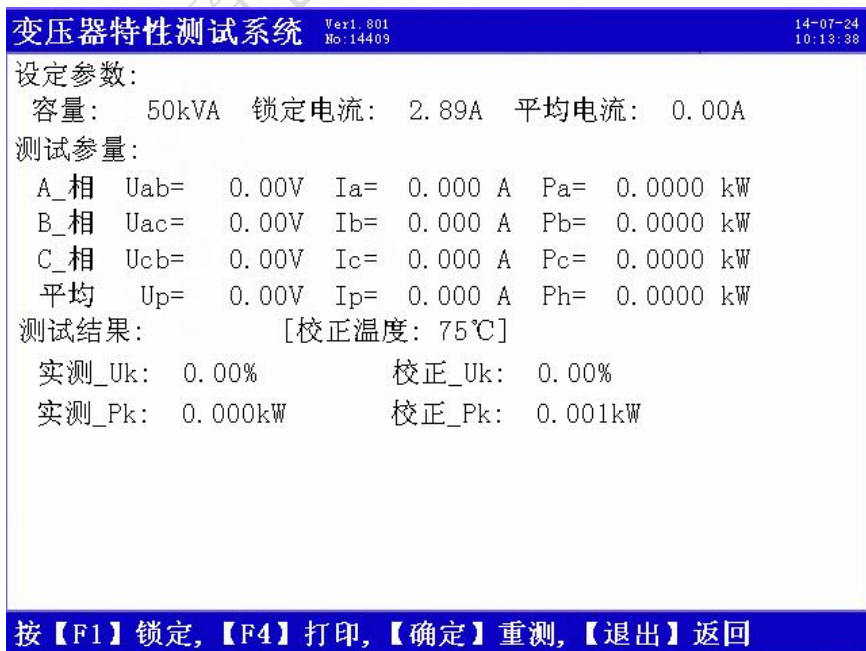 变压器特性测试系统 Ver1.801 No:14409 14-07-24 10:13:38
设定参数:
容量: 50kVA 锁定电流: 2.89A 平均电流: 0.00A
测试参量:
A_相 Uab= 0.00V Ia= 0.000 A Pa= 0.0000 kW
B_相 Uac= 0.00V Ib= 0.000 A Pb= 0.0000 kW
C_相 Ucb= 0.00V Ic= 0.000 A Pc= 0.0000 kW
平均 Up= 0.00V Ip= 0.000 A Ph= 0.0000 kW
测试结果: [校正温度: 75℃]
实测_Uk: 0.00% 校正_Uk: 0.00%
实测_Pk: 0.000kW 校正_Pk: 0.001kW
按【F1】锁定,【F4】打印,【确定】重测,【退出】返回